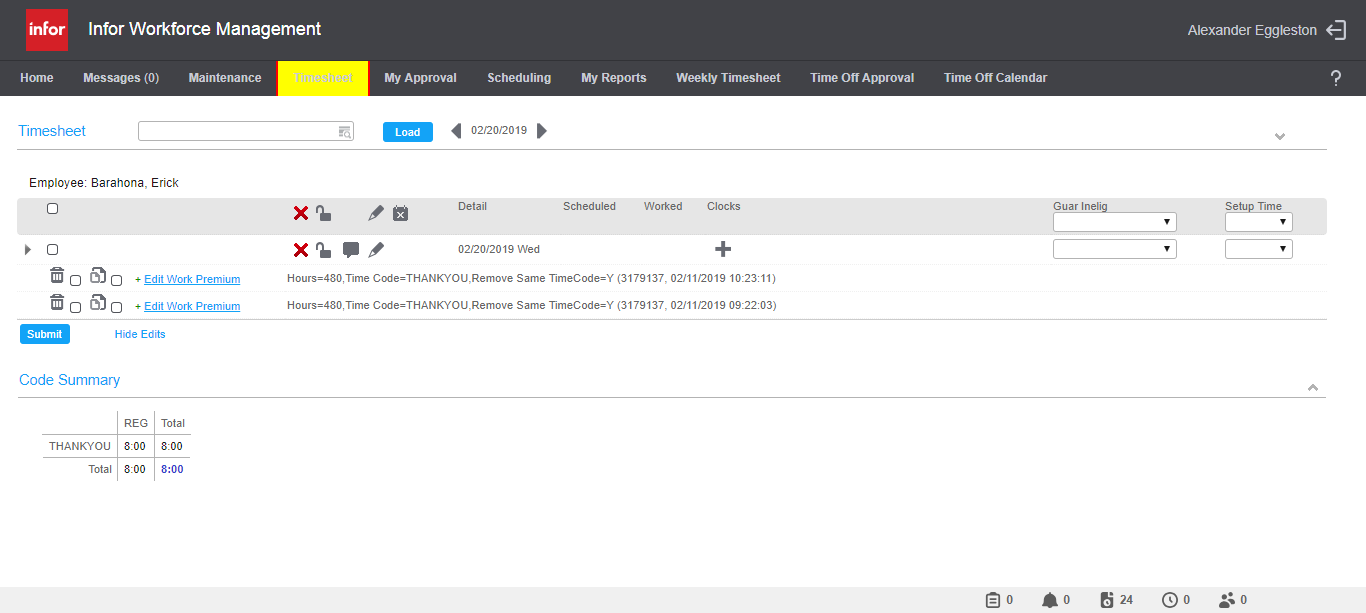 infor Infor Workforce Management Alexander Eggleston
Home Messages (0) Maintenance Timesheet My Approval Scheduling My Reports Weekly Timesheet Time Off Approval Time Off Calendar ?
Timesheet Load 02/20/2019
Employee: Barahona, Erick
Detail Scheduled Worked Clocks Guar Inelig Setup Time
02/20/2019 Wed
+ Edit Work Premium Hours=480,Time Code=THANKYOU,Remove Same TimeCode=Y (3179137, 02/11/2019 10:23:11)
+ Edit Work Premium Hours=480,Time Code=THANKYOU,Remove Same TimeCode=Y (3179137, 02/11/2019 09:22:03)
Submit Hide Edits
Code Summary
REG Total
THANKYOU 8:00 8:00
Total 8:00 8:00
0 0 24 0 0